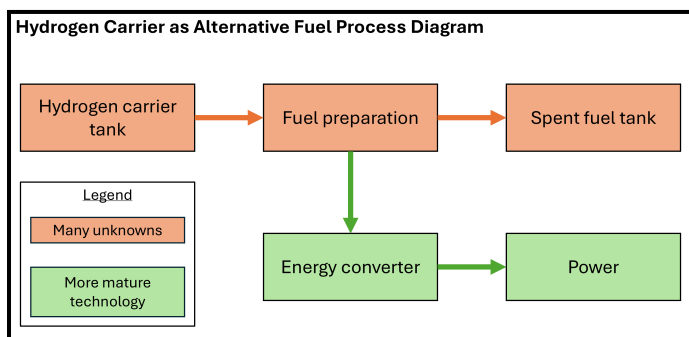 Hydrogen Carrier as Alternative Fuel Process Diagram
Hydrogen carrier
tank
Fuel preparation
Spent fuel tank
Legend
Many unknowns
More mature
technology
Energy converter
Power